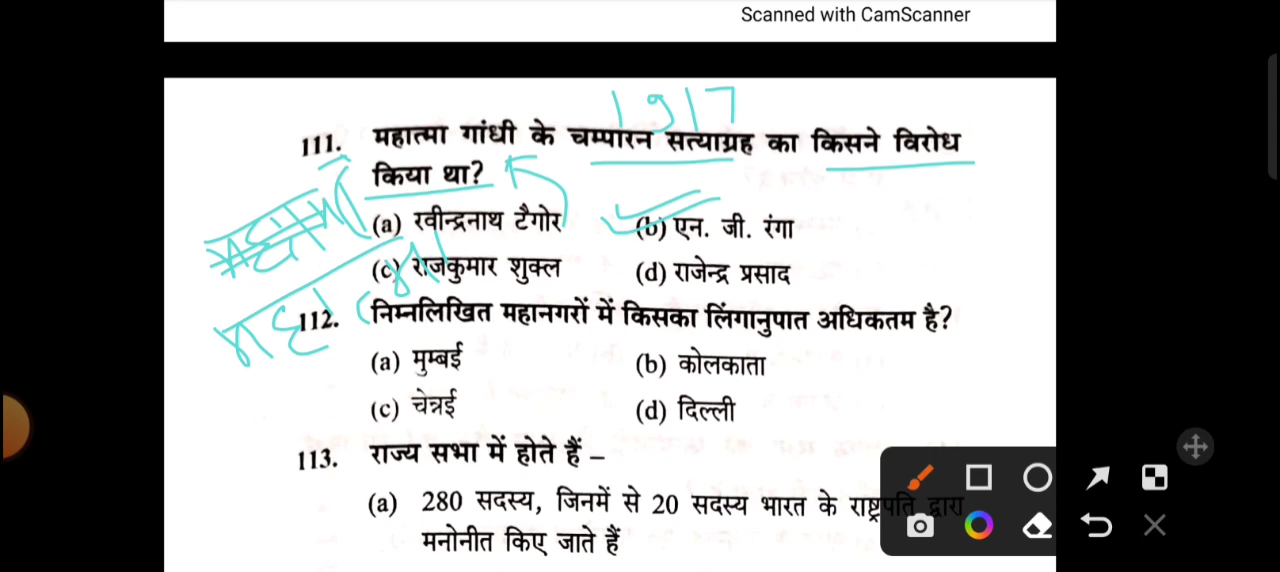 Scanned with CamScanner
1917
111. महात्मा गांधी के चम्पारन सत्याग्रह का किसने विरोध
किया था?
(a) रवीन्द्रनाथ टैगोर (b) एन. जी. रंगा
(c) राजकुमार शुक्ल (d) राजेन्द्र प्रसाद
112. निम्नलिखित महानगरों में किसका लिंगानुपात अधिकतम है?
(a) मुम्बई (b) कोलकाता
(c) चेन्नई (d) दिल्ली
113. राज्य सभा में होते हैं –
(a) 280 सदस्य, जिनमें से 20 सदस्य भारत के राष्ट्रपति द्वारा
मनोनीत किए जाते हैं